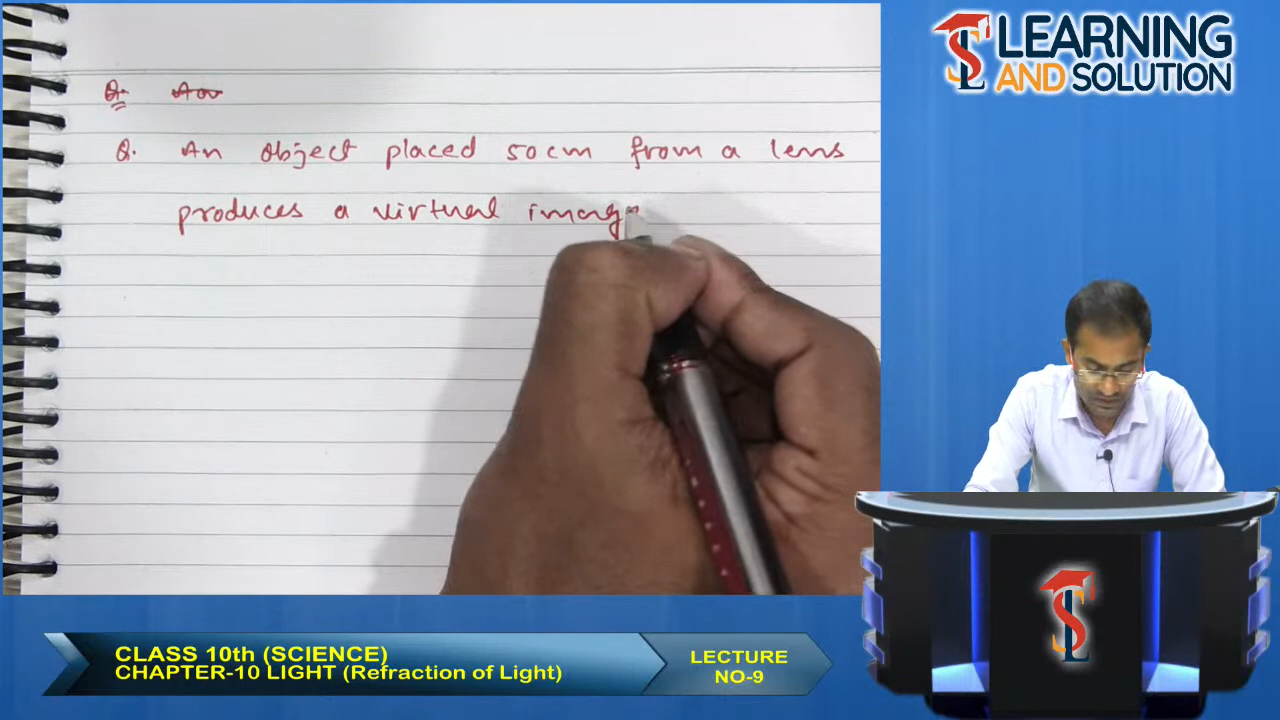 LEARNING
AND SOLUTION
Q. An object placed 50cm from a lens
produces a virtual image
CLASS 10th (SCIENCE)
CHAPTER-10 LIGHT (Refraction of Light)
LECTURE
NO-9